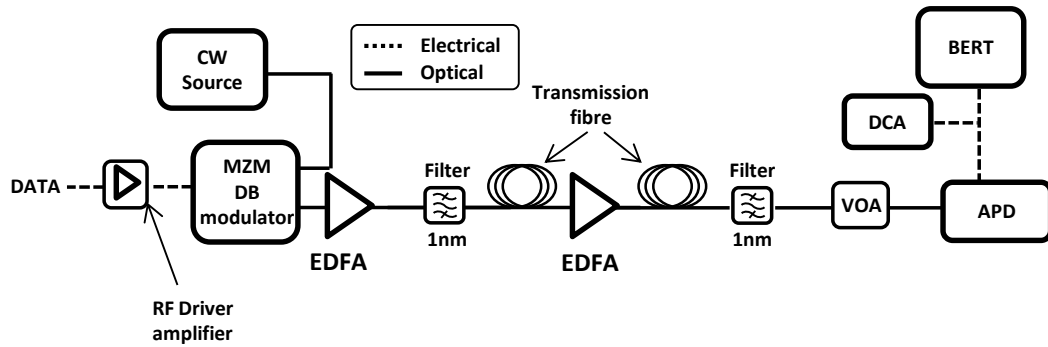 CW
Source
Electrical
Optical
BERT
Transmission
fibre
DCA
DATA
MZM
DB
modulator
Filter
Filter
VOA
APD
1nm
1nm
EDFA
EDFA
RF Driver
amplifier